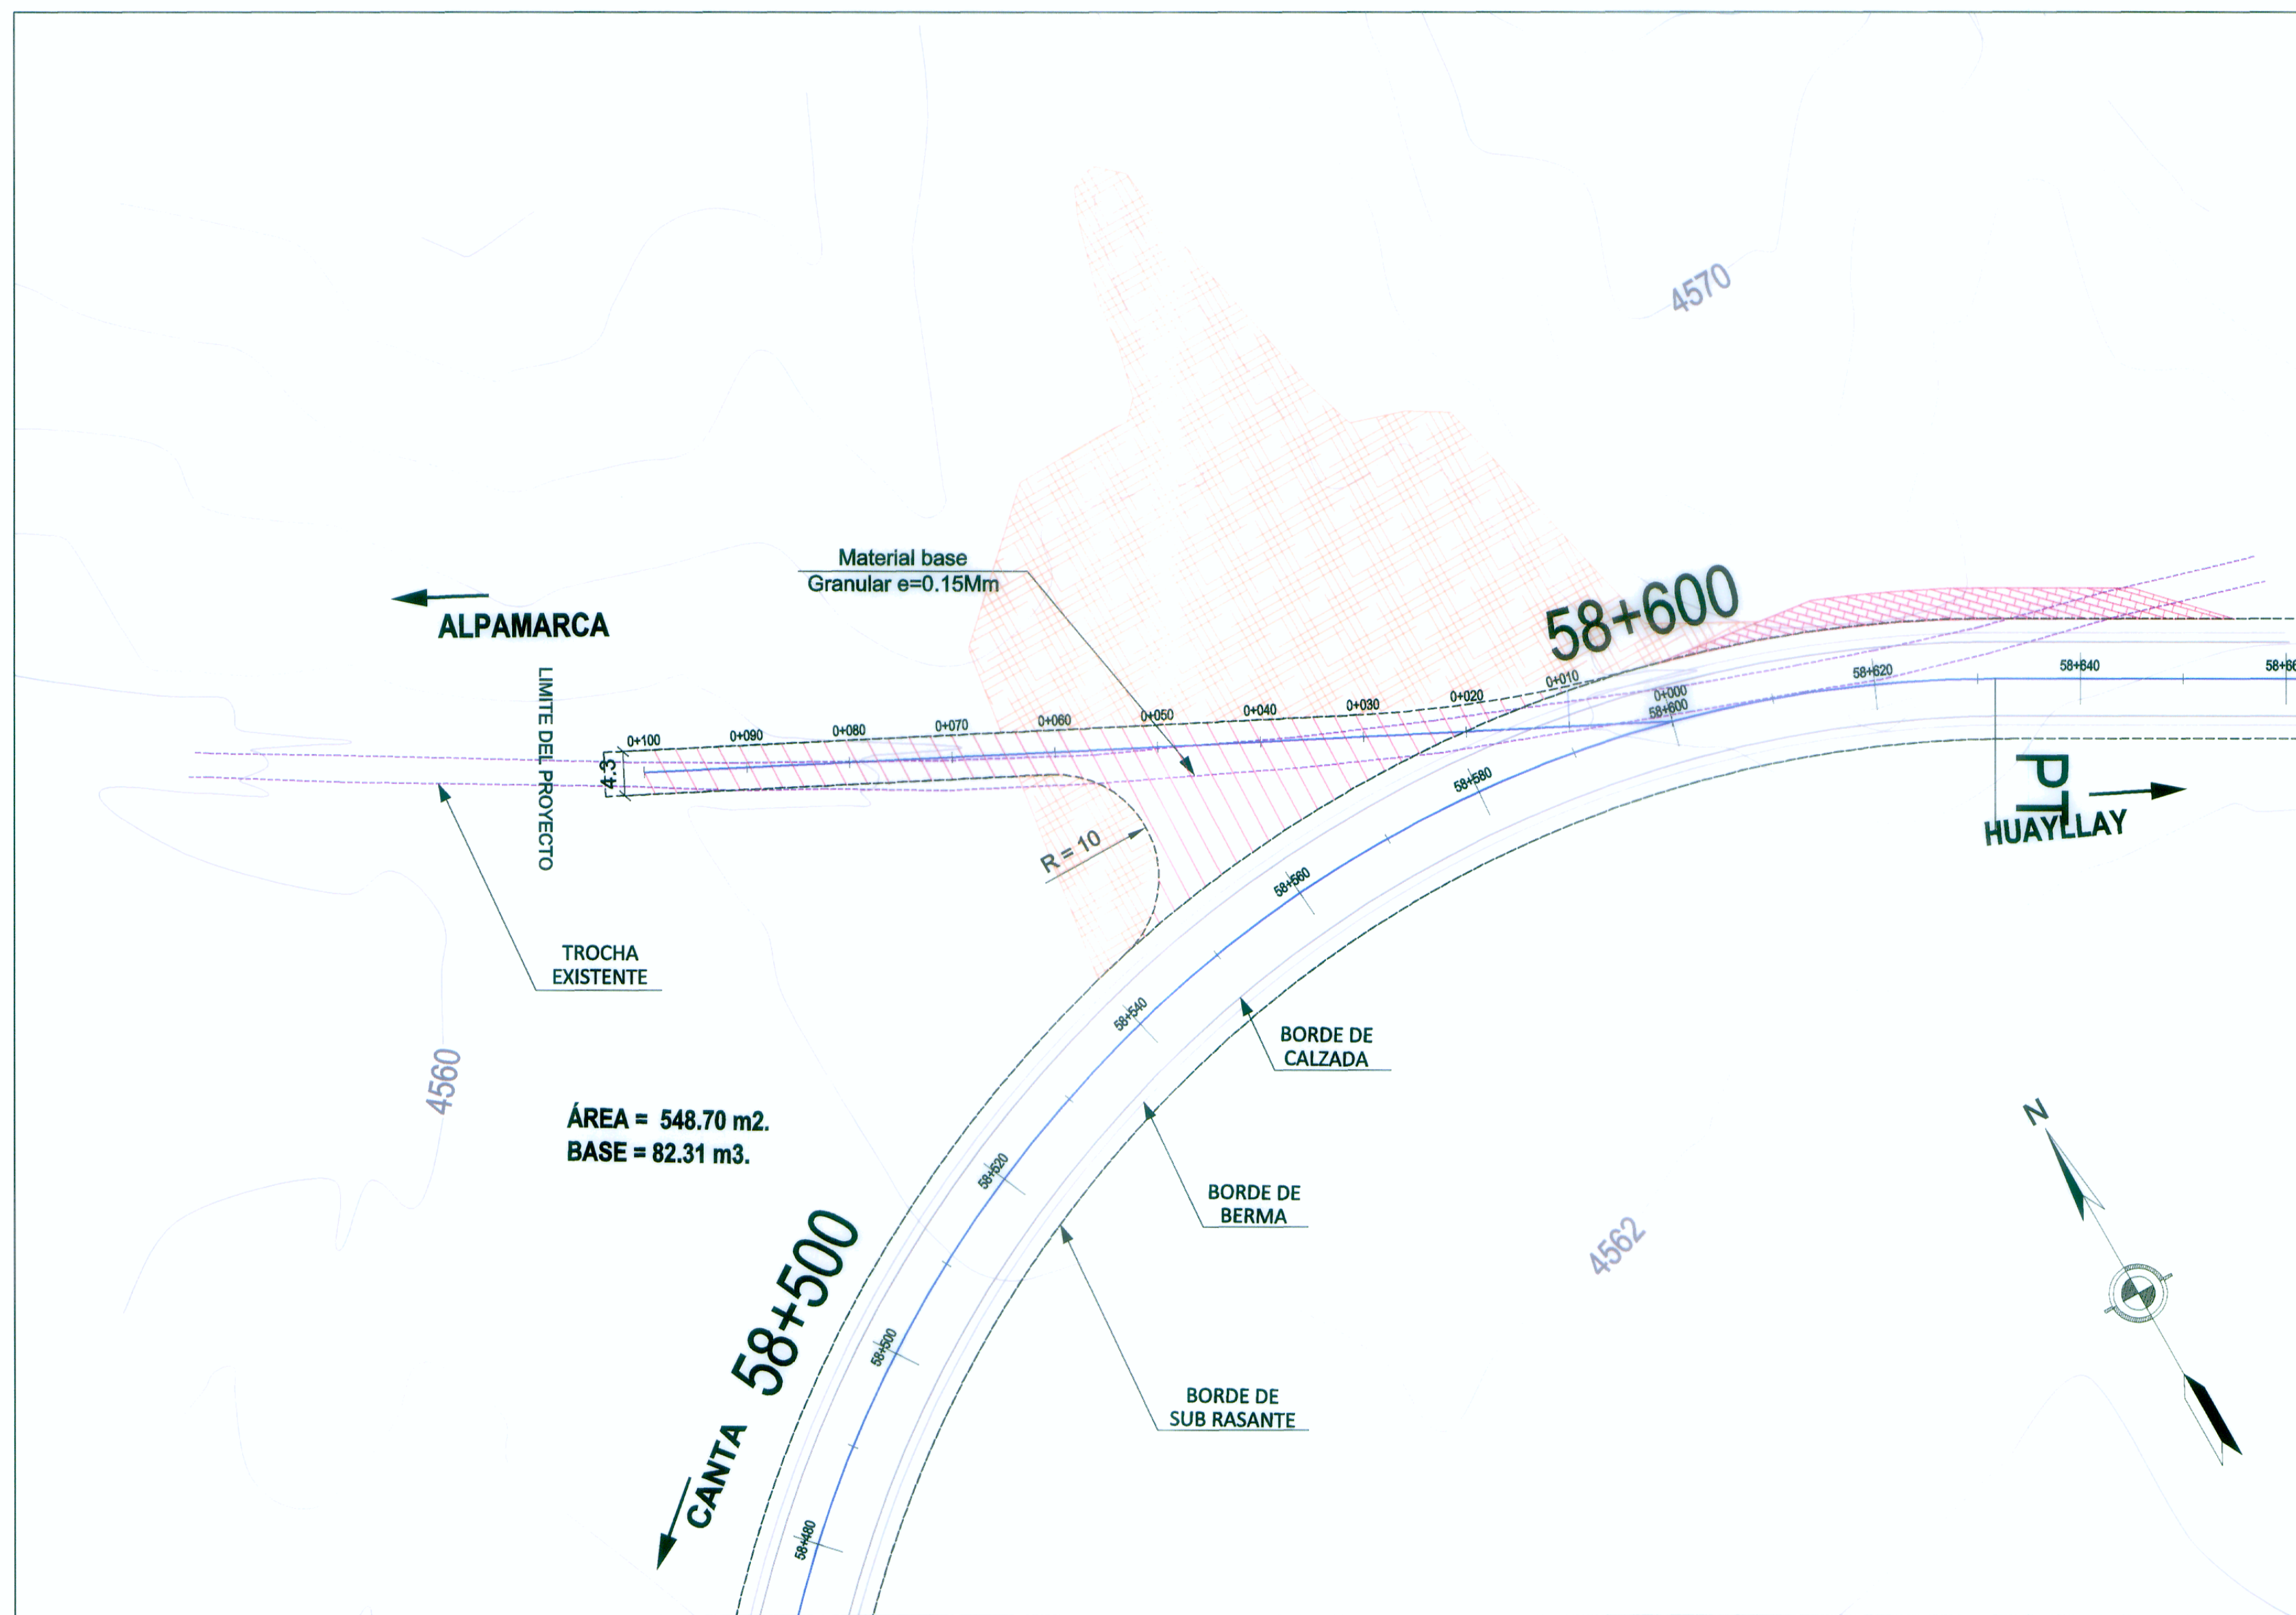 4570
Material base
Granular e=0.15Mm
58+600
ALPAMARCA
LIMITE DEL PROYECTO
4.3
0+100
0+090
0+080
0+070
0+060
0+050
0+040
0+030
0+020
0+010
0+000
58+600
58+620
58+640
PT
HUAYLLAY
58+580
58+560
58+540
58+520
58+500
58+480
R = 10
TROCHA
EXISTENTE
BORDE DE
CALZADA
4560
ÁREA = 548.70 m2.
BASE = 82.31 m3.
BORDE DE
BERMA
4562
N
58+500
CANTA
BORDE DE
SUB RASANTE